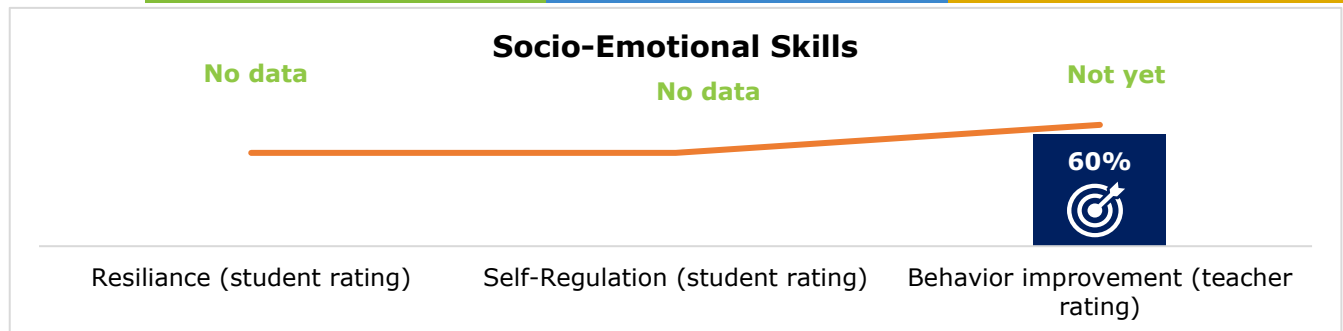 Socio-Emotional Skills
No data
No data
Not yet
60%
Resiliance (student rating)
Self-Regulation (student rating)
Behavior improvement (teacher
rating)